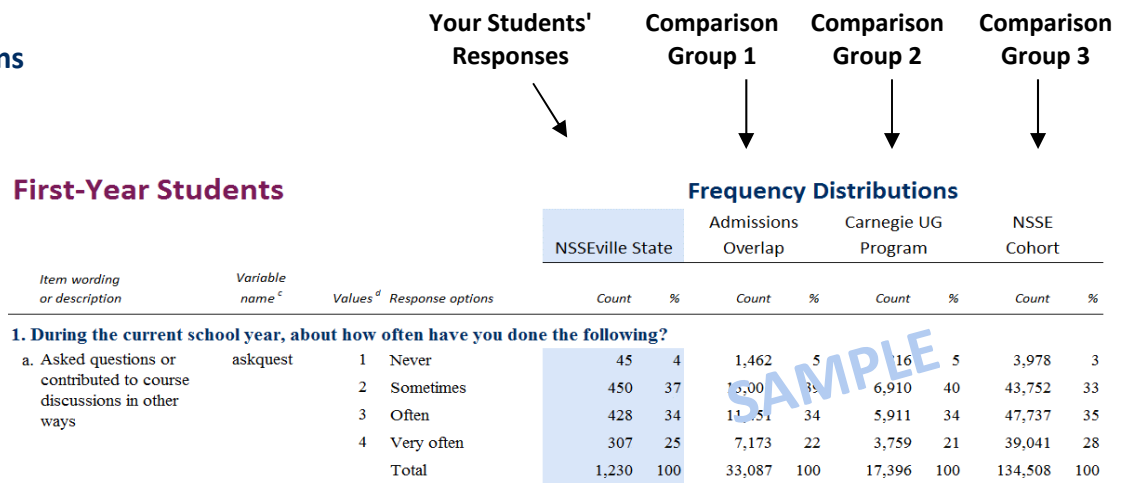 Your Students' Comparison Comparison Comparison
ns Responses Group 1 Group 2 Group 3
First-Year Students Frequency Distributions
Admissions Carnegie UG NSSE
NSSEville State Overlap Program Cohort
Item wording Variable
or description name c Values d Response options Count % Count % Count % Count %
1. During the current school year, about how often have you done the following?
a. Asked questions or askquest 1 Never 45 4 1,462 5 5 3,978 3
contributed to course 2 Sometimes 450 37 6,910 40 43,752 33
discussions in other 3 Often 428 34 34 5,911 34 47,737 35
ways
4 Very often 307 25 7,173 22 3,759 21 39,041 28
Total 1,230 100 33,087 100 17,396 100 134,508 100
SAMPLE